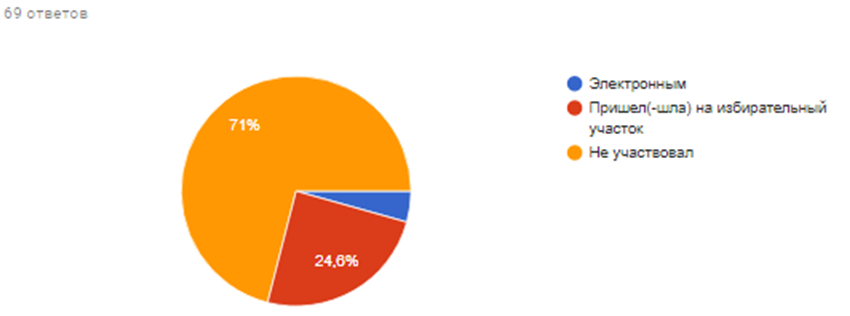 69 ответов
Электронным
Пришел(-шла) на избирательный
участок
Не участвовал
71%
24,6%